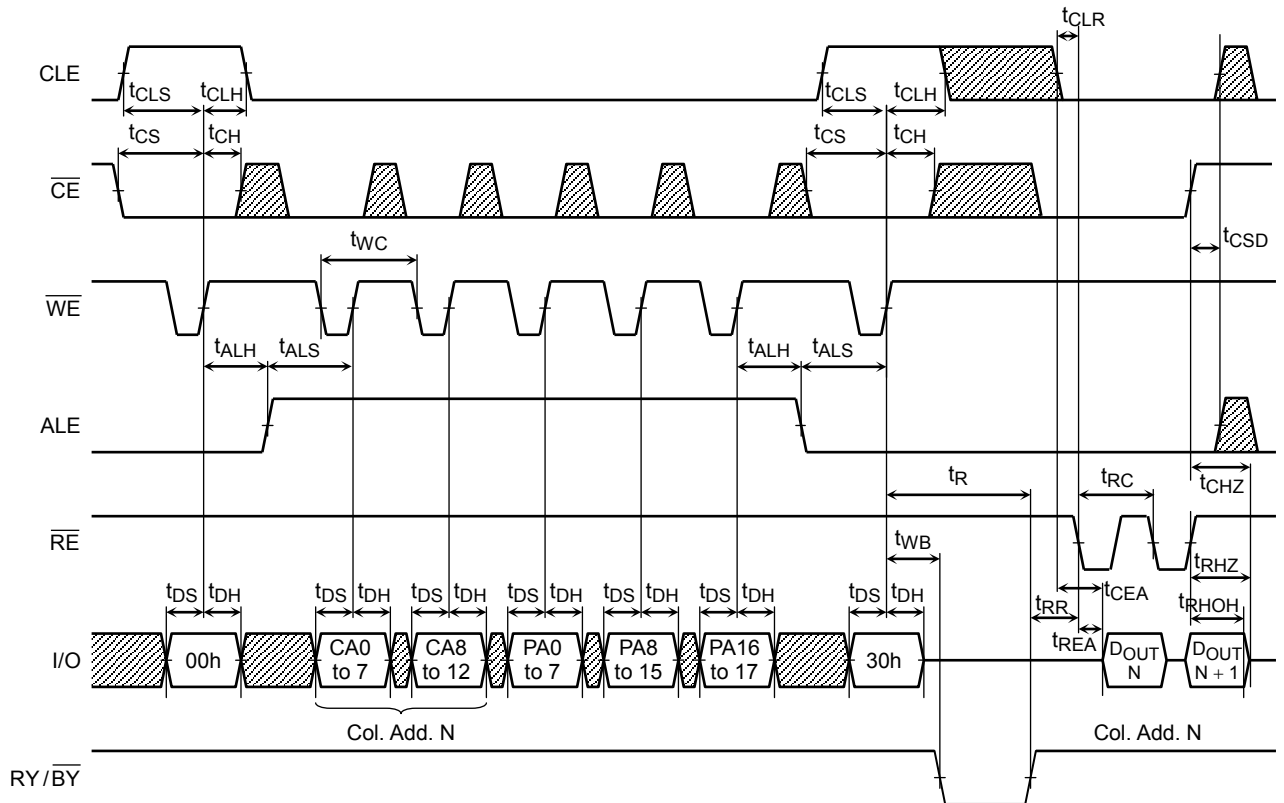 tCLR
CLE
tCLS tCLH tCLS tCLH
tCS tCH tCS tCH
CE
tCSD
tWC
WE
tALH tALS tALH tALS
ALE
tR tRC tCHZ
RE
tWB tRHZ
tDS tDH tDS tDH tDS tDH tDS tDH tDS tDH tDS tDH tDS tDH tCEA
tRR tREA tRHOH
I/O
00h
CA0 to 7
CA8 to 12
PA0 to 7
PA8 to 15
PA16 to 17
30h
DOUT N
DOUT N + 1
Col. Add. N Col. Add. N
RY/BY